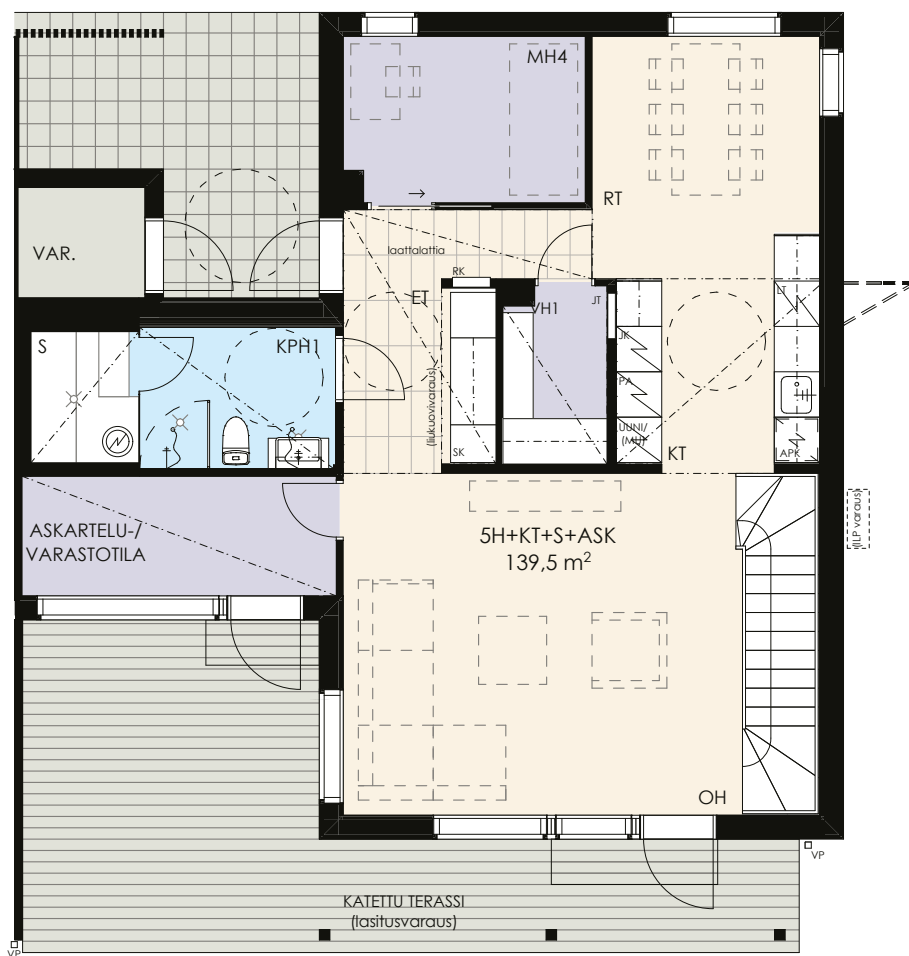 MH4
RT
VAR.
laattalattia
RK
ET
VH1
JT
LT
S
KPH1
JK
PA
(liukuovivaraus)
UUNI/
(MU)
SK
KT
APK
ASKARTELU-/
VARASTOTILA
5H+KT+S+ASK
139,5 m²
(ILP varaus)
OH
VP
KATETTU TERASSI
(lasitusvaraus)
VP